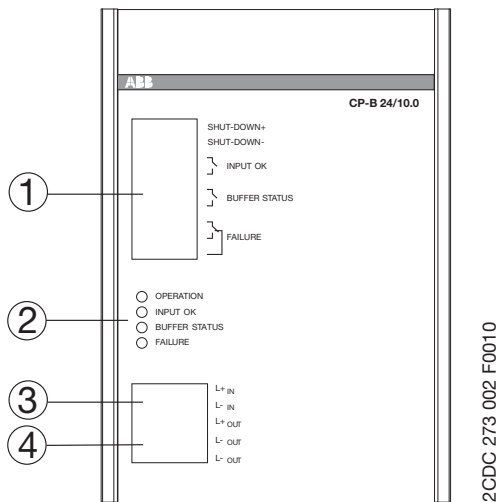 ABB
CP-B 24/10.0
SHUT-DOWN+
SHUT-DOWN-
INPUT OK
BUFFER STATUS
FAILURE
1
OPERATION
INPUT OK
BUFFER STATUS
FAILURE
2
L+ IN
L- IN
L+ OUT
L- OUT
L- OUT
3
4
2CDC 273 002 F0010